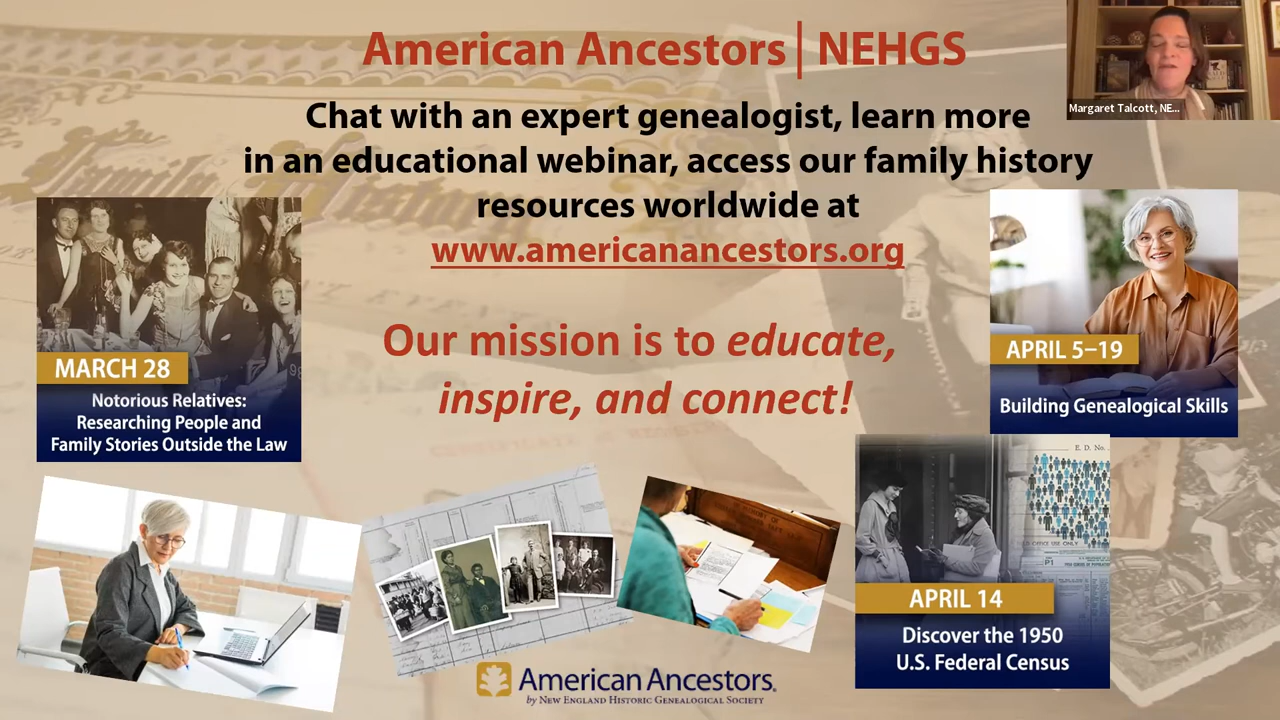 American Ancestors | NEHGS
Chat with an expert genealogist, learn more
in an educational webinar, access our family history
resources worldwide at
www.americanancestors.org
Our mission is to educate,
inspire, and connect!
Margaret Talcott, NE...
MARCH 28
Notorious Relatives:
Researching People and
Family Stories Outside the Law
APRIL 5–19
Building Genealogical Skills
E. D. No.
P1
APRIL 14
Discover the 1950
U.S. Federal Census
American Ancestors
by NEW ENGLAND HISTORIC GENEALOGICAL SOCIETY